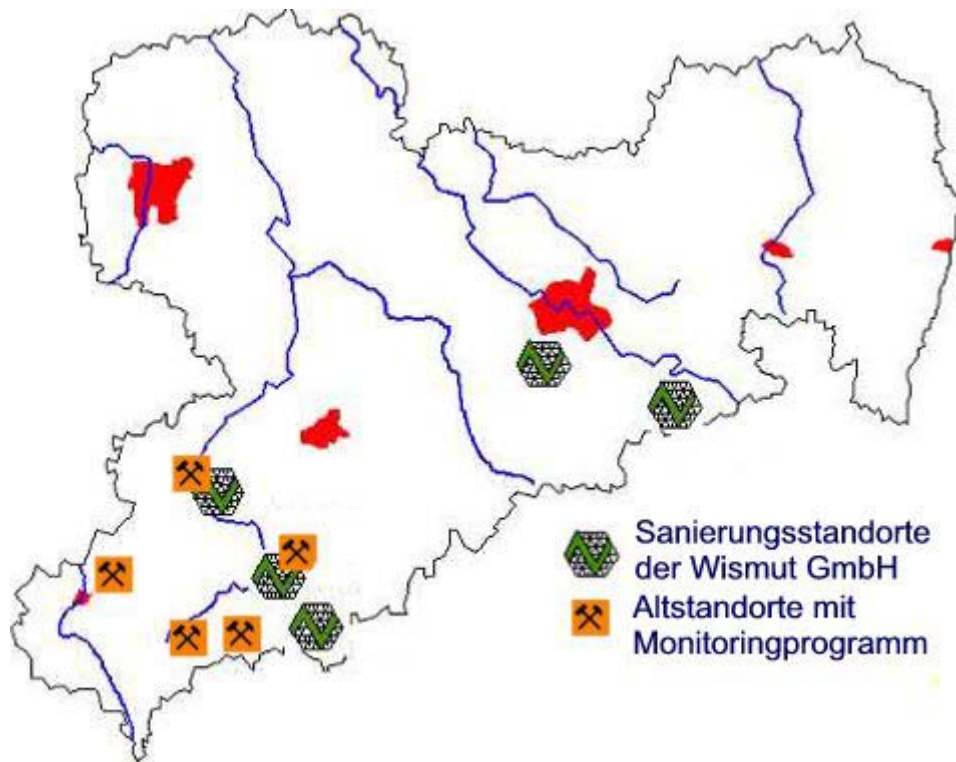 Sanierungsstandorte
der Wismut GmbH
Altstandorte mit
Monitoringprogramm